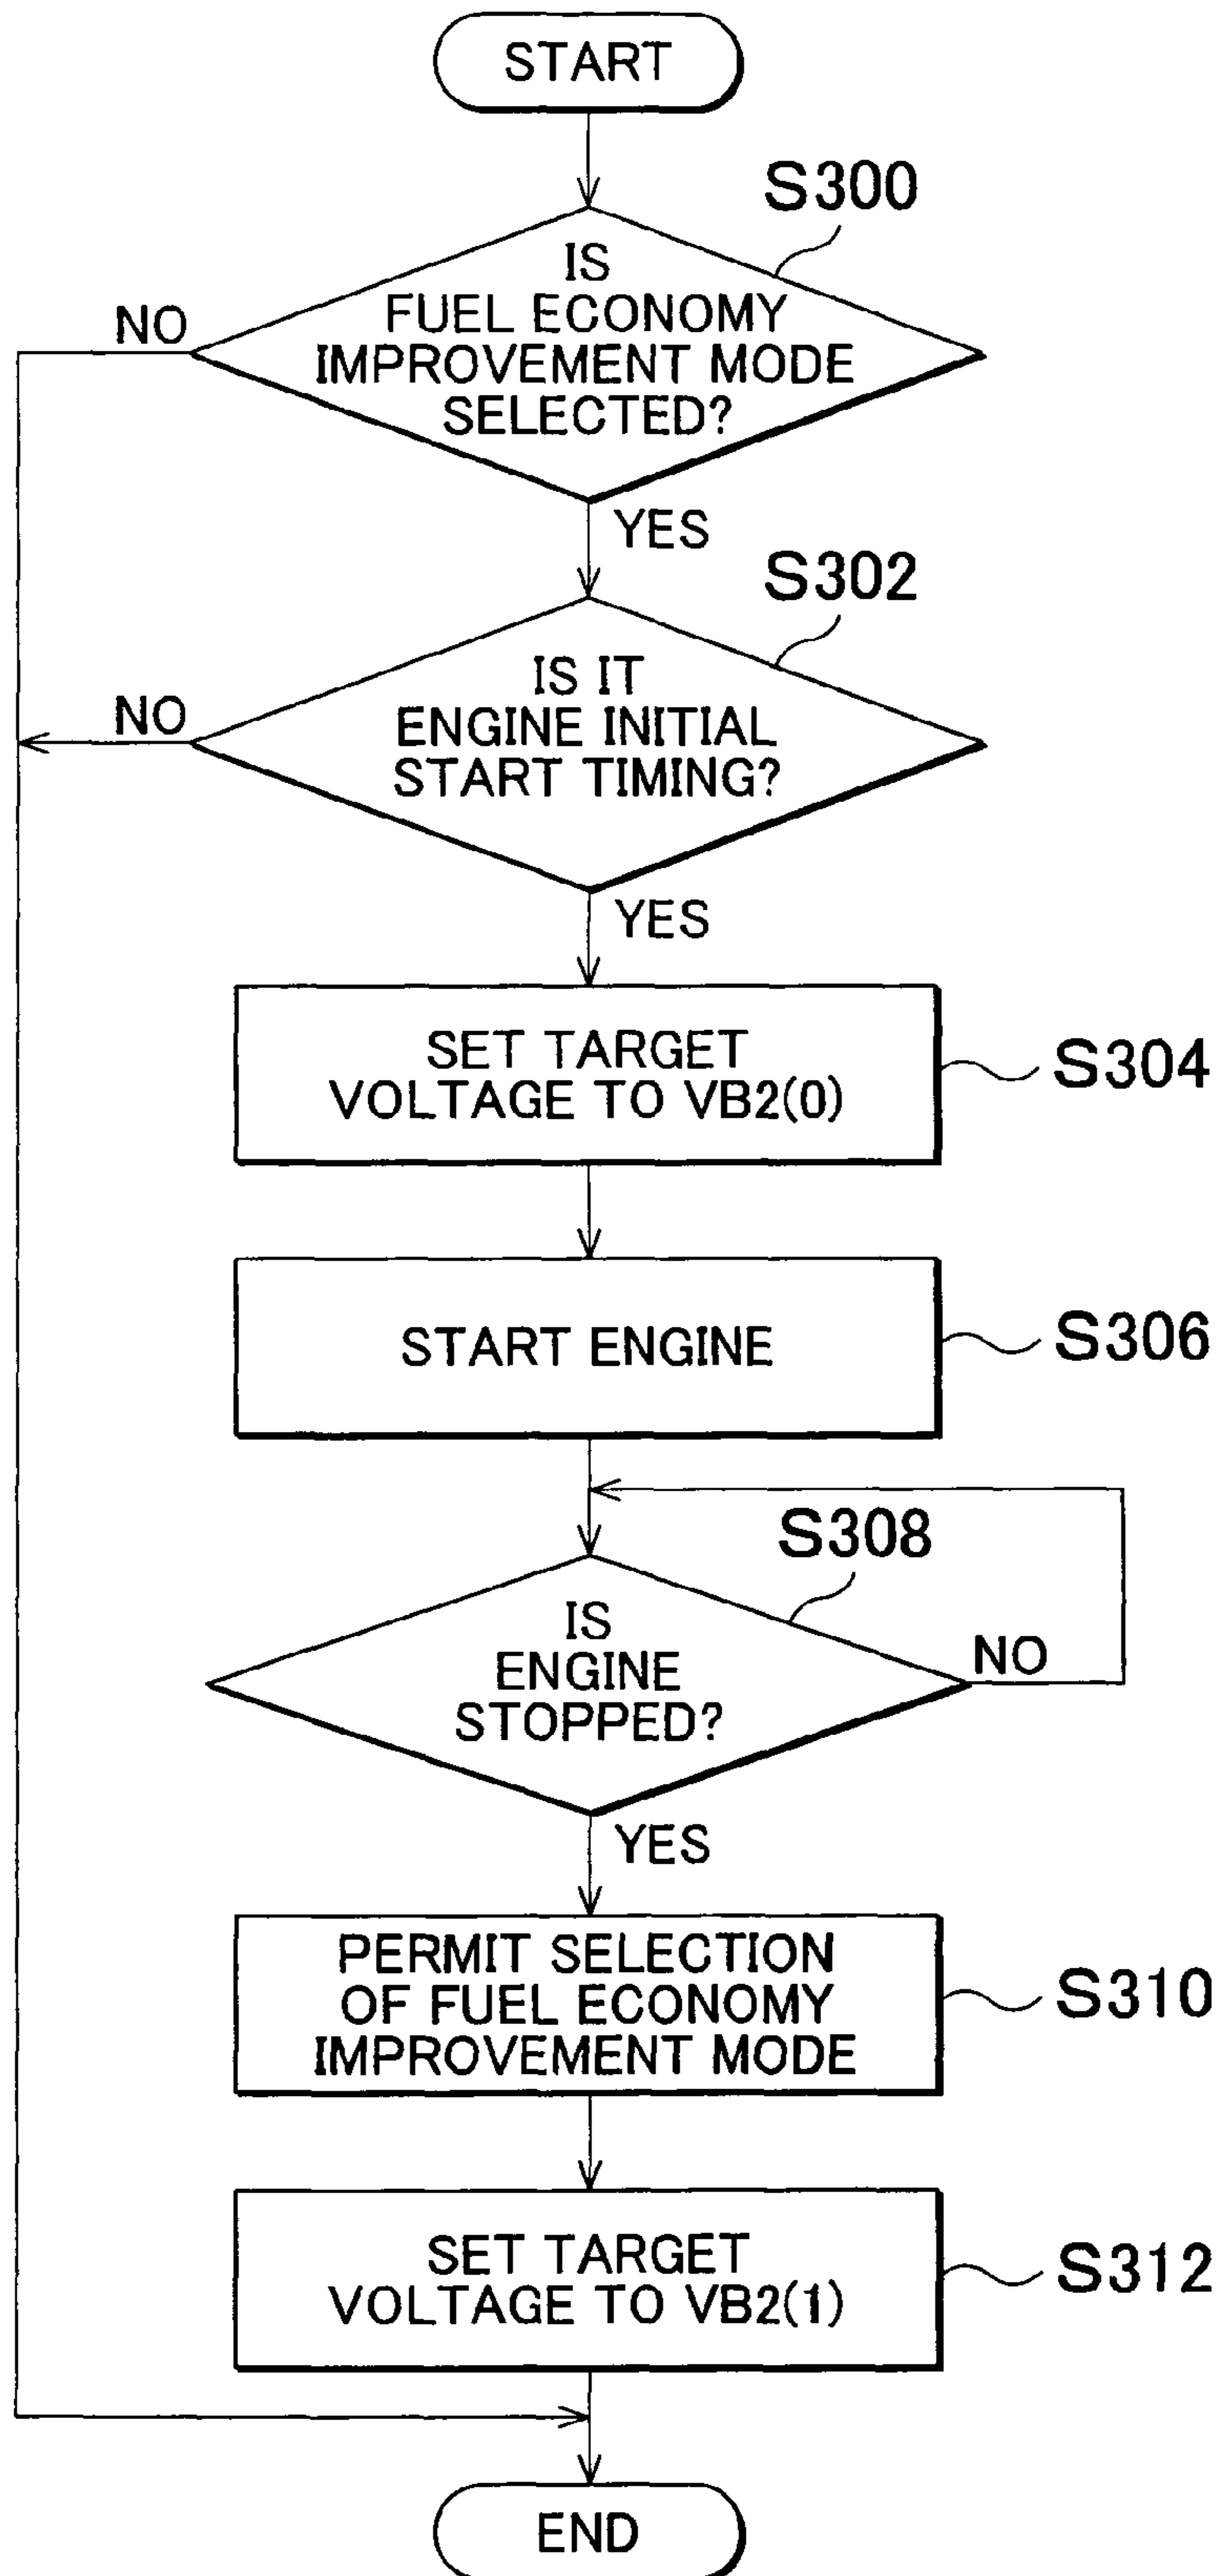 START
S300
IS
FUEL ECONOMY
IMPROVEMENT MODE
SELECTED?
NO
YES
S302
IS IT
ENGINE INITIAL
START TIMING?
NO
YES
SET TARGET
VOLTAGE TO VB2(0)
S304
START ENGINE
S306
S308
IS
ENGINE
STOPPED?
NO
YES
PERMIT SELECTION
OF FUEL ECONOMY
IMPROVEMENT MODE
S310
SET TARGET
VOLTAGE TO VB2(1)
S312
END